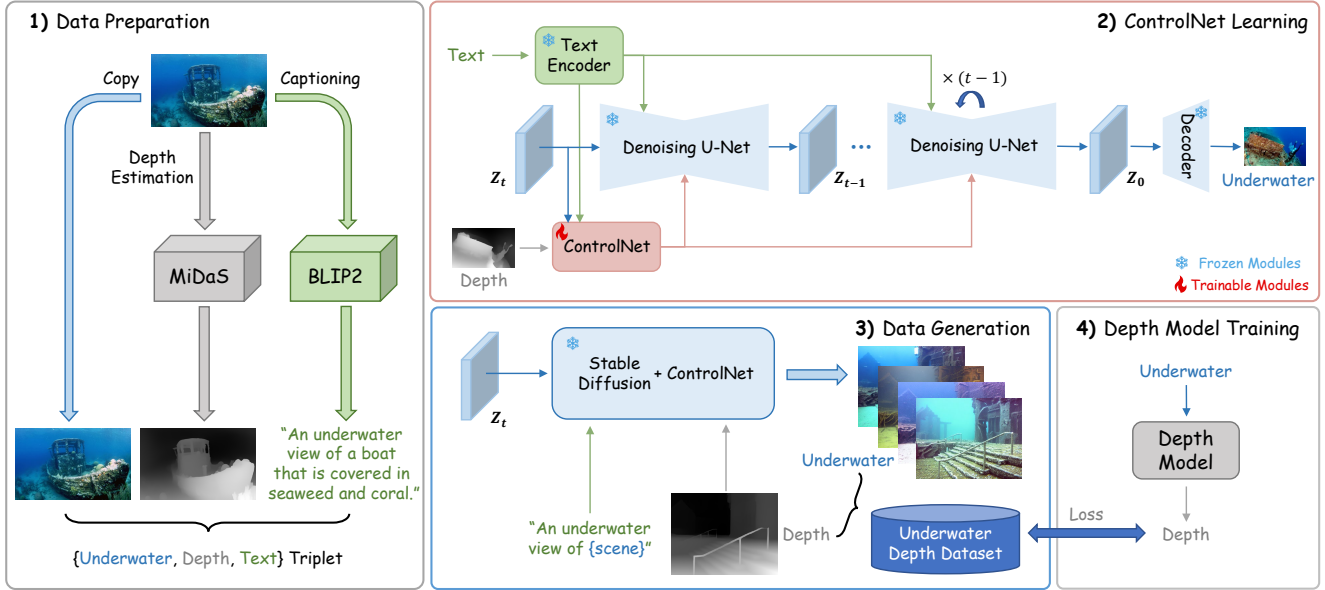 1) Data Preparation
Copy
Captioning
Depth
Estimation
MiDaS
BLIP2
“An underwater
view of a boat
that is covered in
seaweed and coral.”
{Underwater, Depth, Text} Triplet
2) ControlNet Learning
Text
Text
Encoder
× (t − 1)
Denoising U-Net
Denoising U-Net
Decoder
Z_t
Z_{t−1}
Z_0
Underwater
ControlNet
Depth
Frozen Modules
Trainable Modules
3) Data Generation
Stable
Diffusion + ControlNet
Z_t
Underwater
“An underwater
view of {scene}”
Depth
Underwater
Depth Dataset
4) Depth Model Training
Underwater
Depth
Model
Loss
Depth